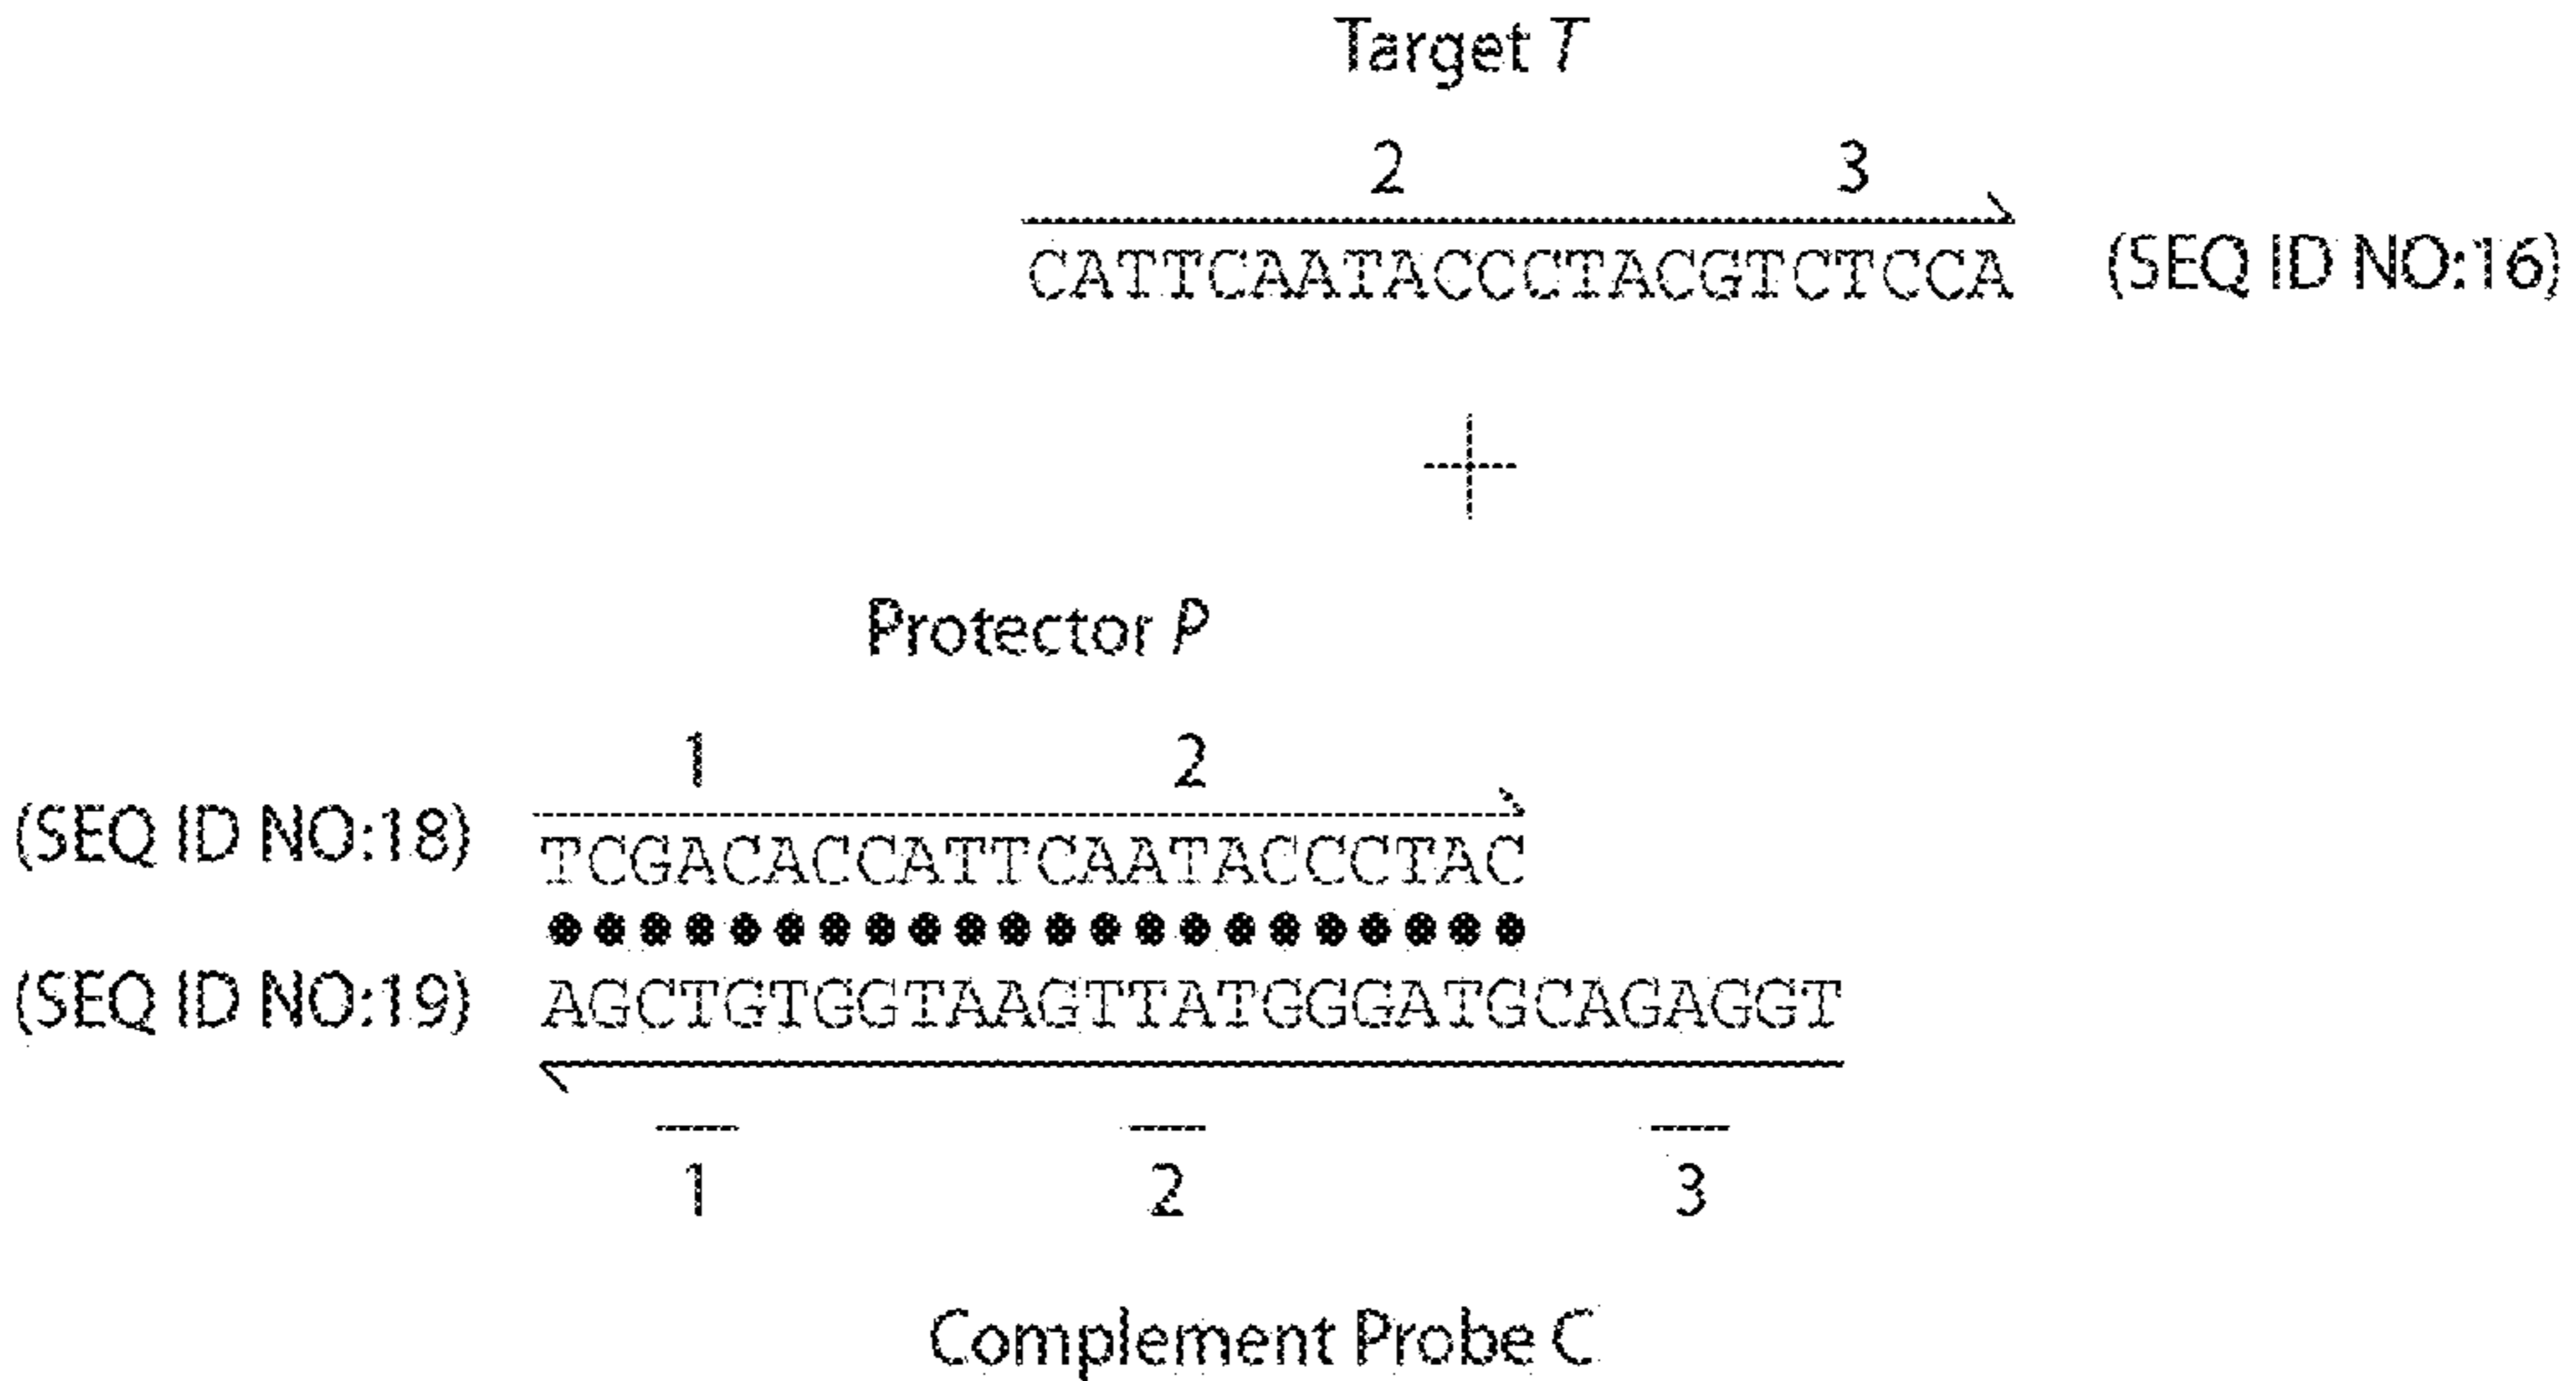 Target T
2 3
CATTCAATACCCTACGTCTCCA (SEQ ID NO:16)
Protector P
1 2
(SEQ ID NO:18) TCGACACCATTCAATACCCTAC
(SEQ ID NO:19) AGCTGTGGTAAGTTATGGGATGCAGAGGT
1 2 3
Complement Probe C